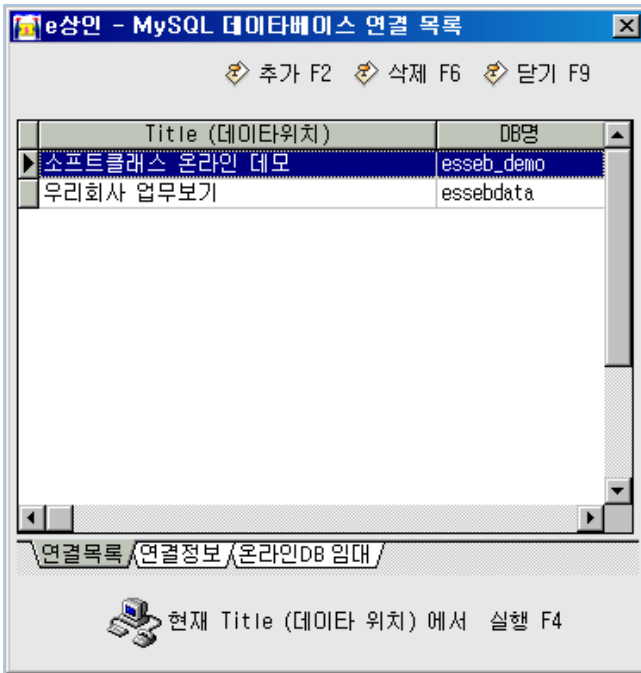 e상인 - MySQL 데이타베이스 연결 목록
추가 F2 삭제 F6 닫기 F9
Title (데이타위치) DB명
소프트클래스 온라인 데모 esseb_demo
우리회사 업무보기 essebdata
연결목록 연결정보 온라인DB 임대
현재 Title (데이타 위치) 에서 실행 F4